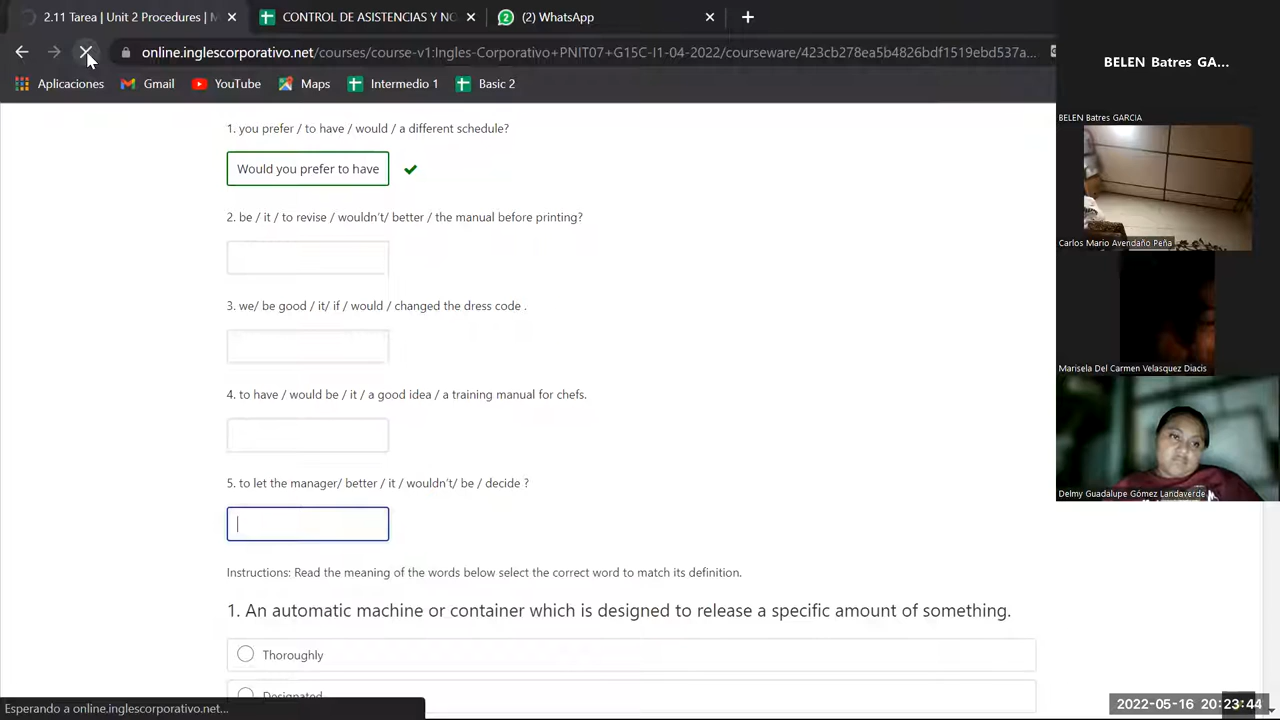 2.11 Tarea | Unit 2 Procedures | M
CONTROL DE ASISTENCIAS Y NO
(2) WhatsApp
online.inglescorporativo.net/courses/course-v1:Ingles-Corporativo+PNIT07+G13C-I1-04-2022/courseware/423cb278ea5b4626bdf1519ebd537a...
Aplicaciones
Gmail
YouTube
Maps
Intermedio 1
Basic 2
1. you prefer / to have / would / a different schedule?
Would you prefer to have
2. be / it / to revise / wouldn't/ better / the manual before printing?
3. we/ be good / it/ if / would / changed the dress code .
4. to have / would be / it / a good idea / a training manual for chefs.
5. to let the manager/ better / it / wouldn't/ be / decide ?
Instructions: Read the meaning of the words below select the correct word to match its definition.
1. An automatic machine or container which is designed to release a specific amount of something.
Thoroughly
Designated
Esperando a online.inglescorporativo.net...
BELEN Batres GA...
BELEN Batres GARCIA
Carlos Mario Avendaño Peña
Marisela Del Carmen Velasquez Diacis
Delmy Guadalupe Gómez Landaverde
2022-05-16 20:23:44